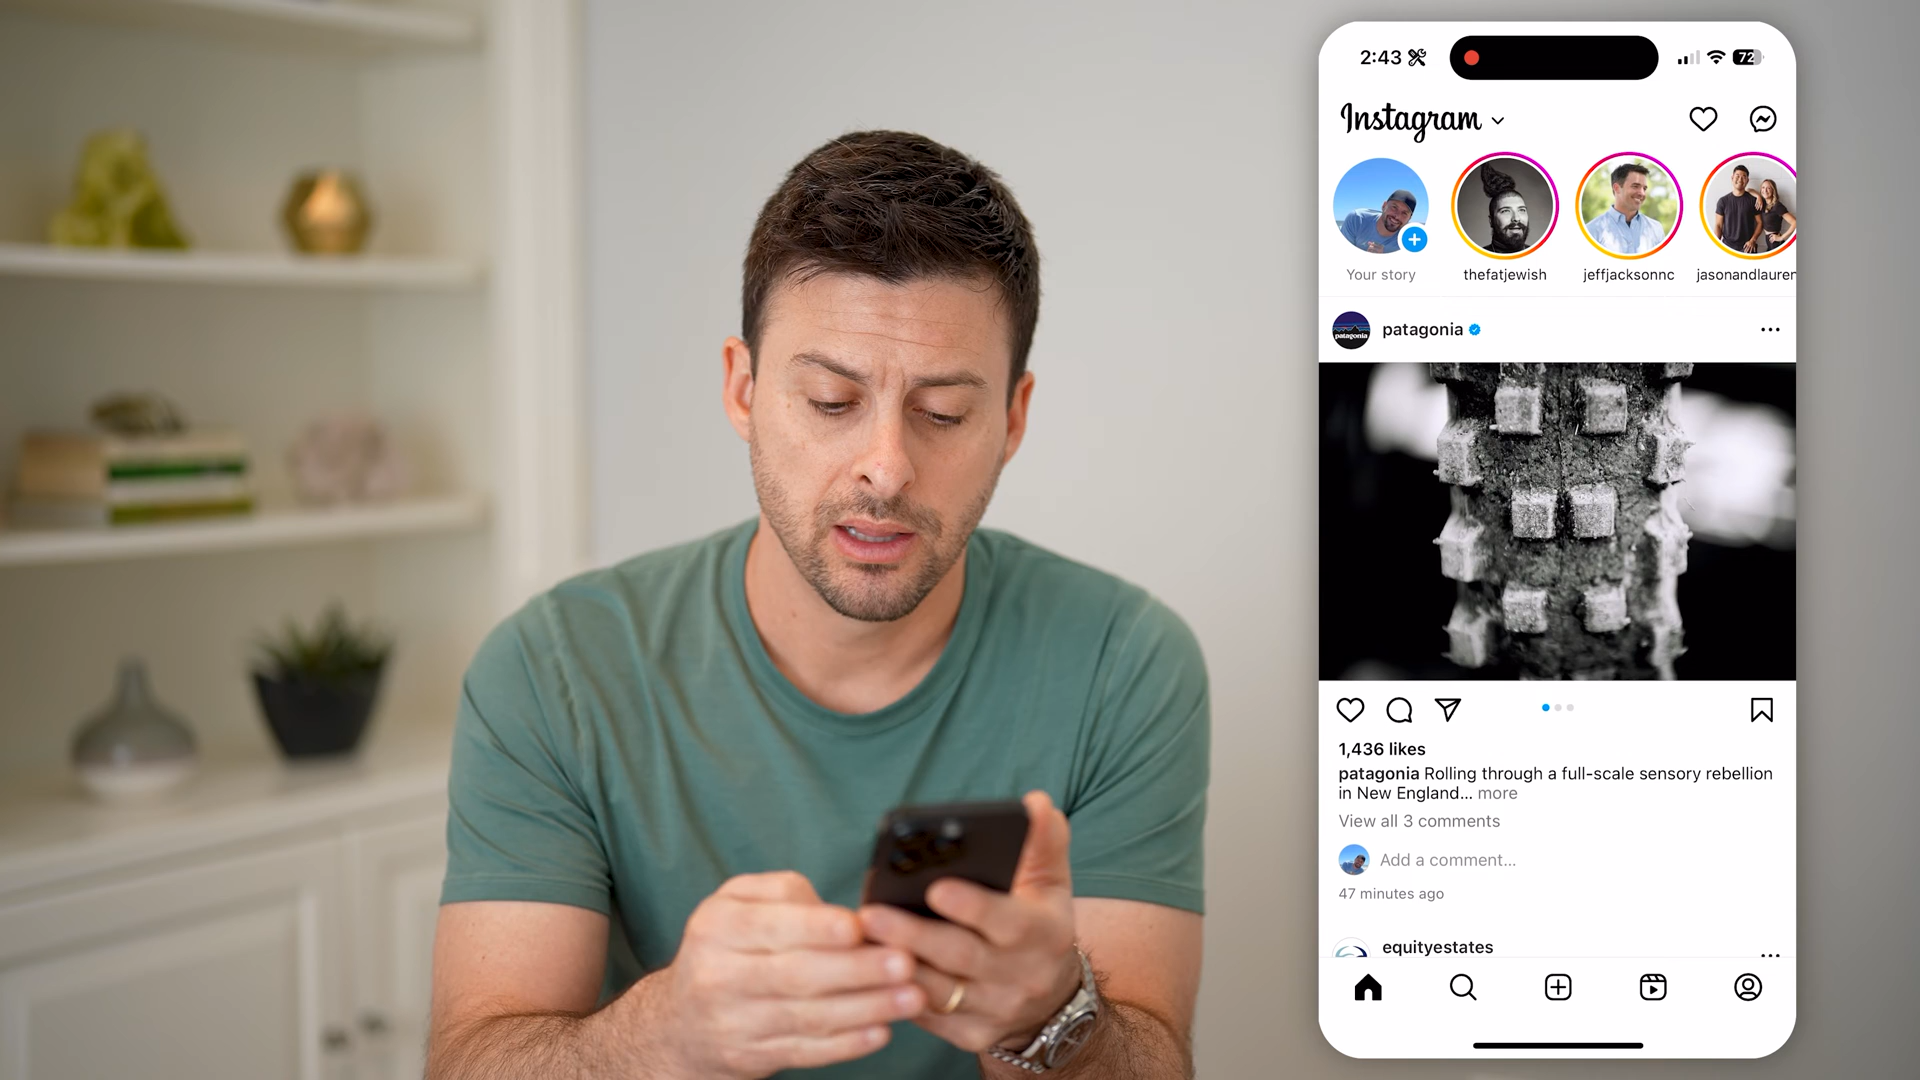 2:43
72
Instagram
Your story
thefatjewish
jeffjacksonnc
jasonandlauren
patagonia
patagonia
1,436 likes
patagonia Rolling through a full-scale sensory rebellion
in New England... more
View all 3 comments
Add a comment...
47 minutes ago
equityestates